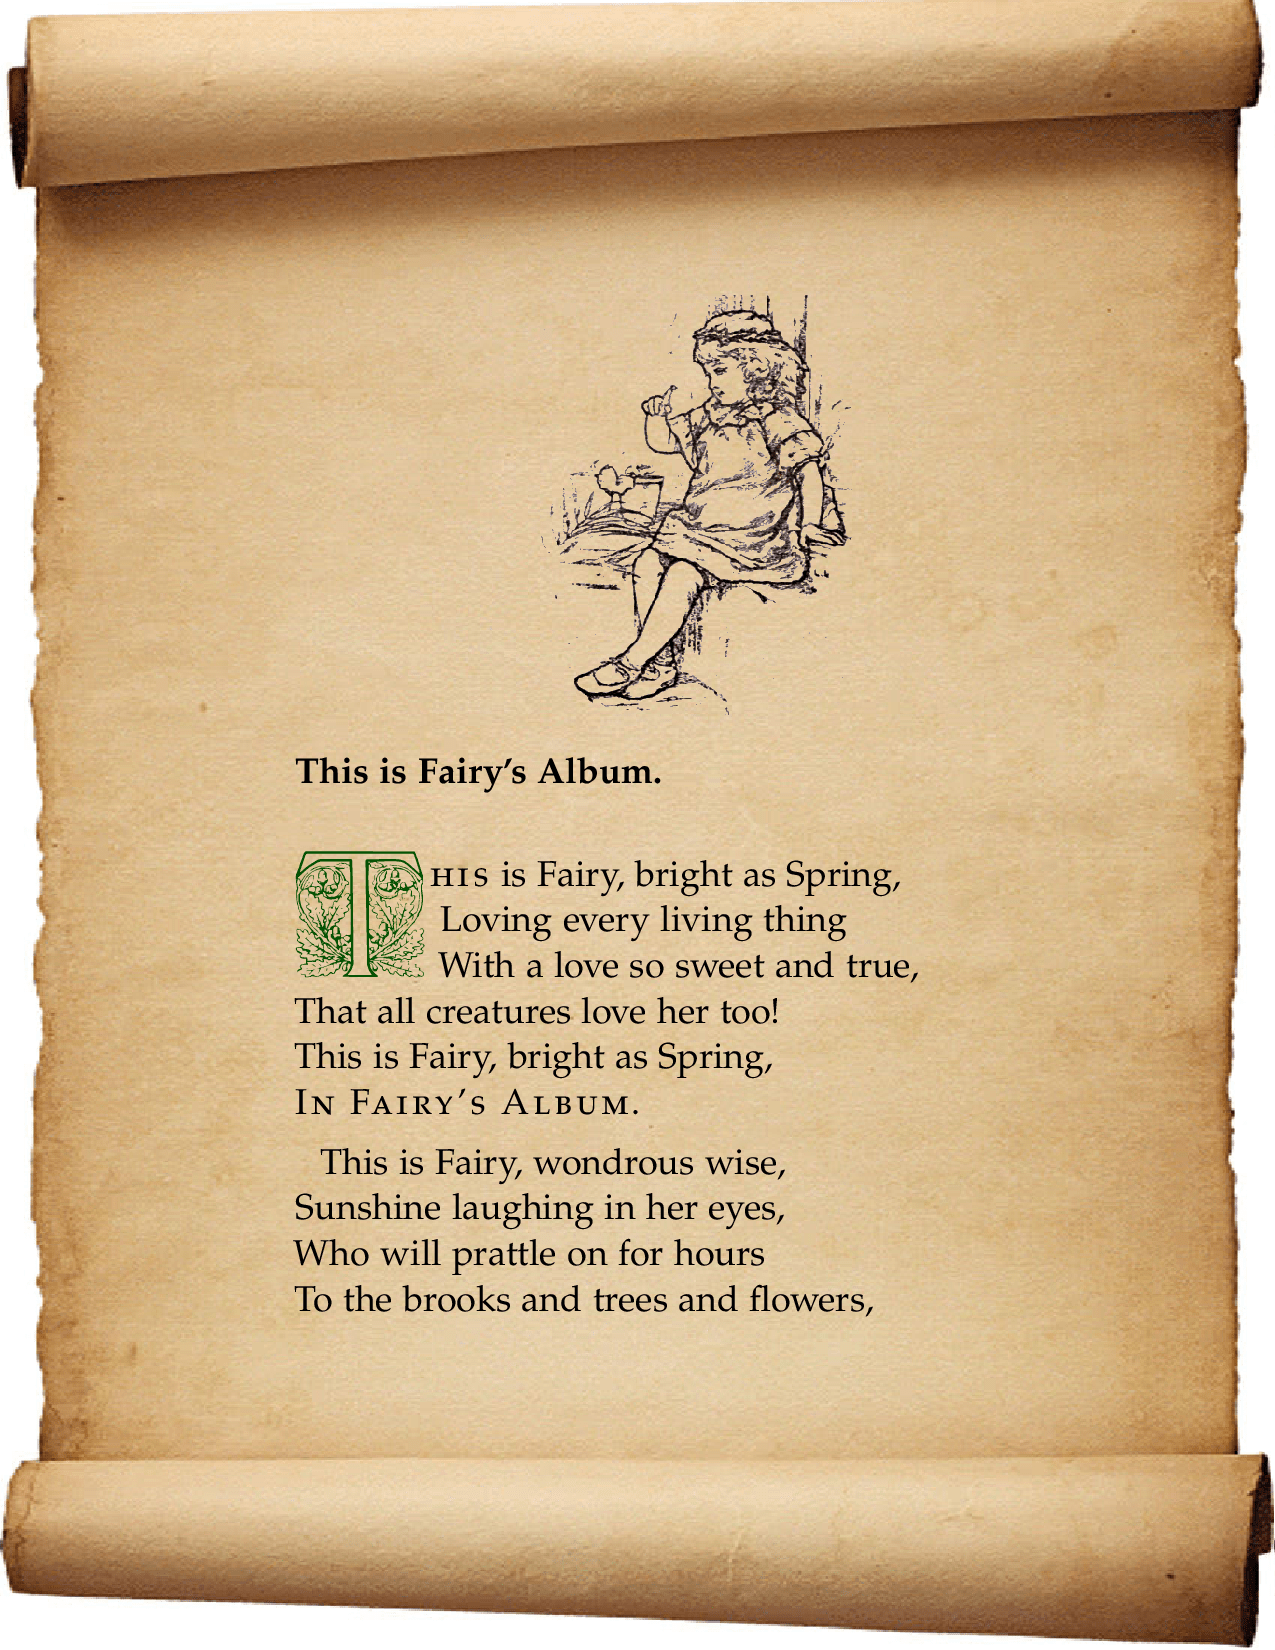 This is Fairy's Album.
THIS is Fairy, bright as Spring,
Loving every living thing
With a love so sweet and true,
That all creatures love her too!
This is Fairy, bright as Spring,
In Fairy's Album.
This is Fairy, wondrous wise,
Sunshine laughing in her eyes,
Who will prattle on for hours
To the brooks and trees and flowers,